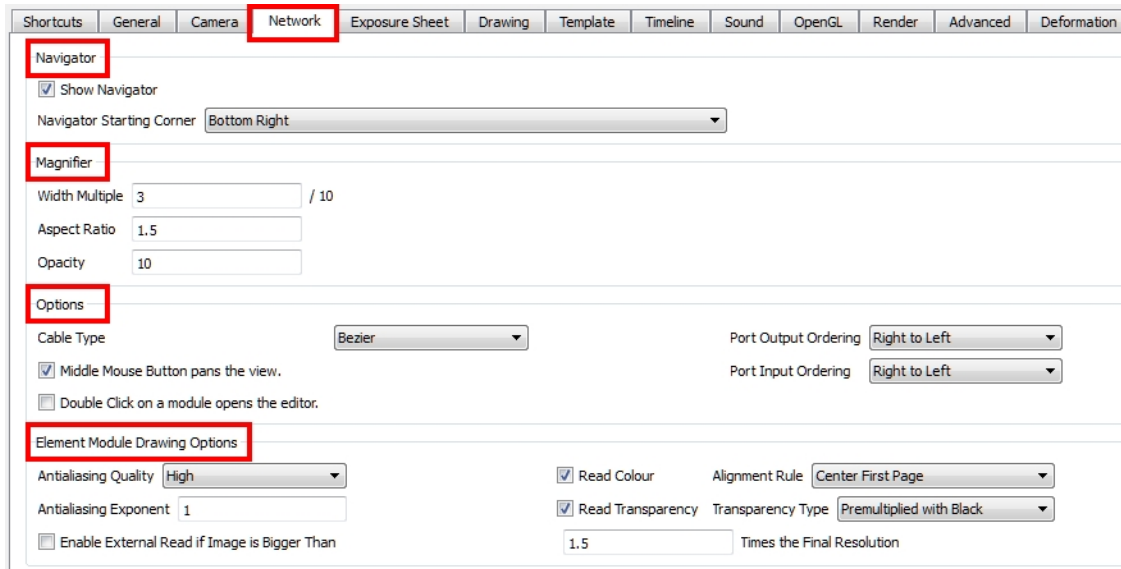 Shortcuts General Camera Network Exposure Sheet Drawing Template Timeline Sound OpenGL Render Advanced Deformation
Navigator
Show Navigator
Navigator Starting Corner Bottom Right
Magnifier
Width Multiple 3 / 10
Aspect Ratio 1.5
Opacity 10
Options
Cable Type Bezier Port Output Ordering Right to Left
Middle Mouse Button pans the view. Port Input Ordering Right to Left
Double Click on a module opens the editor.
Element Module Drawing Options
Antialiasing Quality High Read Colour Alignment Rule Center First Page
Antialiasing Exponent 1 Read Transparency Transparency Type Premultiplied with Black
Enable External Read if Image is Bigger Than 1.5 Times the Final Resolution